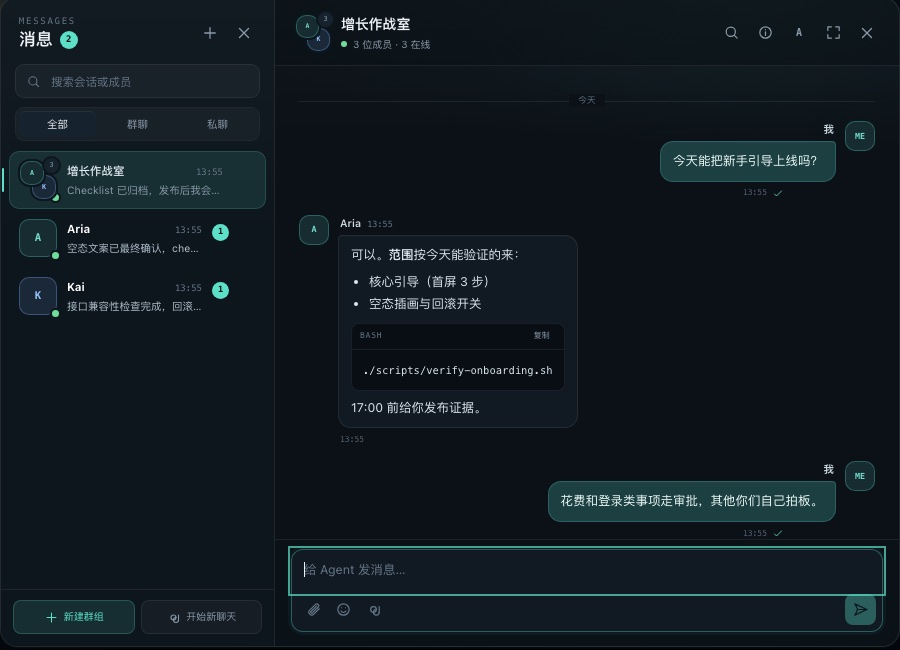 MESSAGES
消息 2
搜索会话或成员
全部 群聊 私聊
A 3 K 增长作战室 13:55
Checklist 已归档，发布后我会…
A Aria 13:55 1
空态文案已最终确认，che…
K Kai 13:55 1
接口兼容性检查完成，回滚…
新建群组 开始新聊天
A 3 K 增长作战室
3 位成员 · 3 在线
A
今天
我 ME
今天能把新手引导上线吗？
13:55
A Aria 13:55
可以。范围按今天能验证的来：
• 核心引导（首屏 3 步）
• 空态插画与回滚开关
BASH 复制
./scripts/verify-onboarding.sh
17:00 前给你发布证据。
13:55
我 ME
花费和登录类事项走审批，其他你们自己拍板。
13:55
给 Agent 发消息…